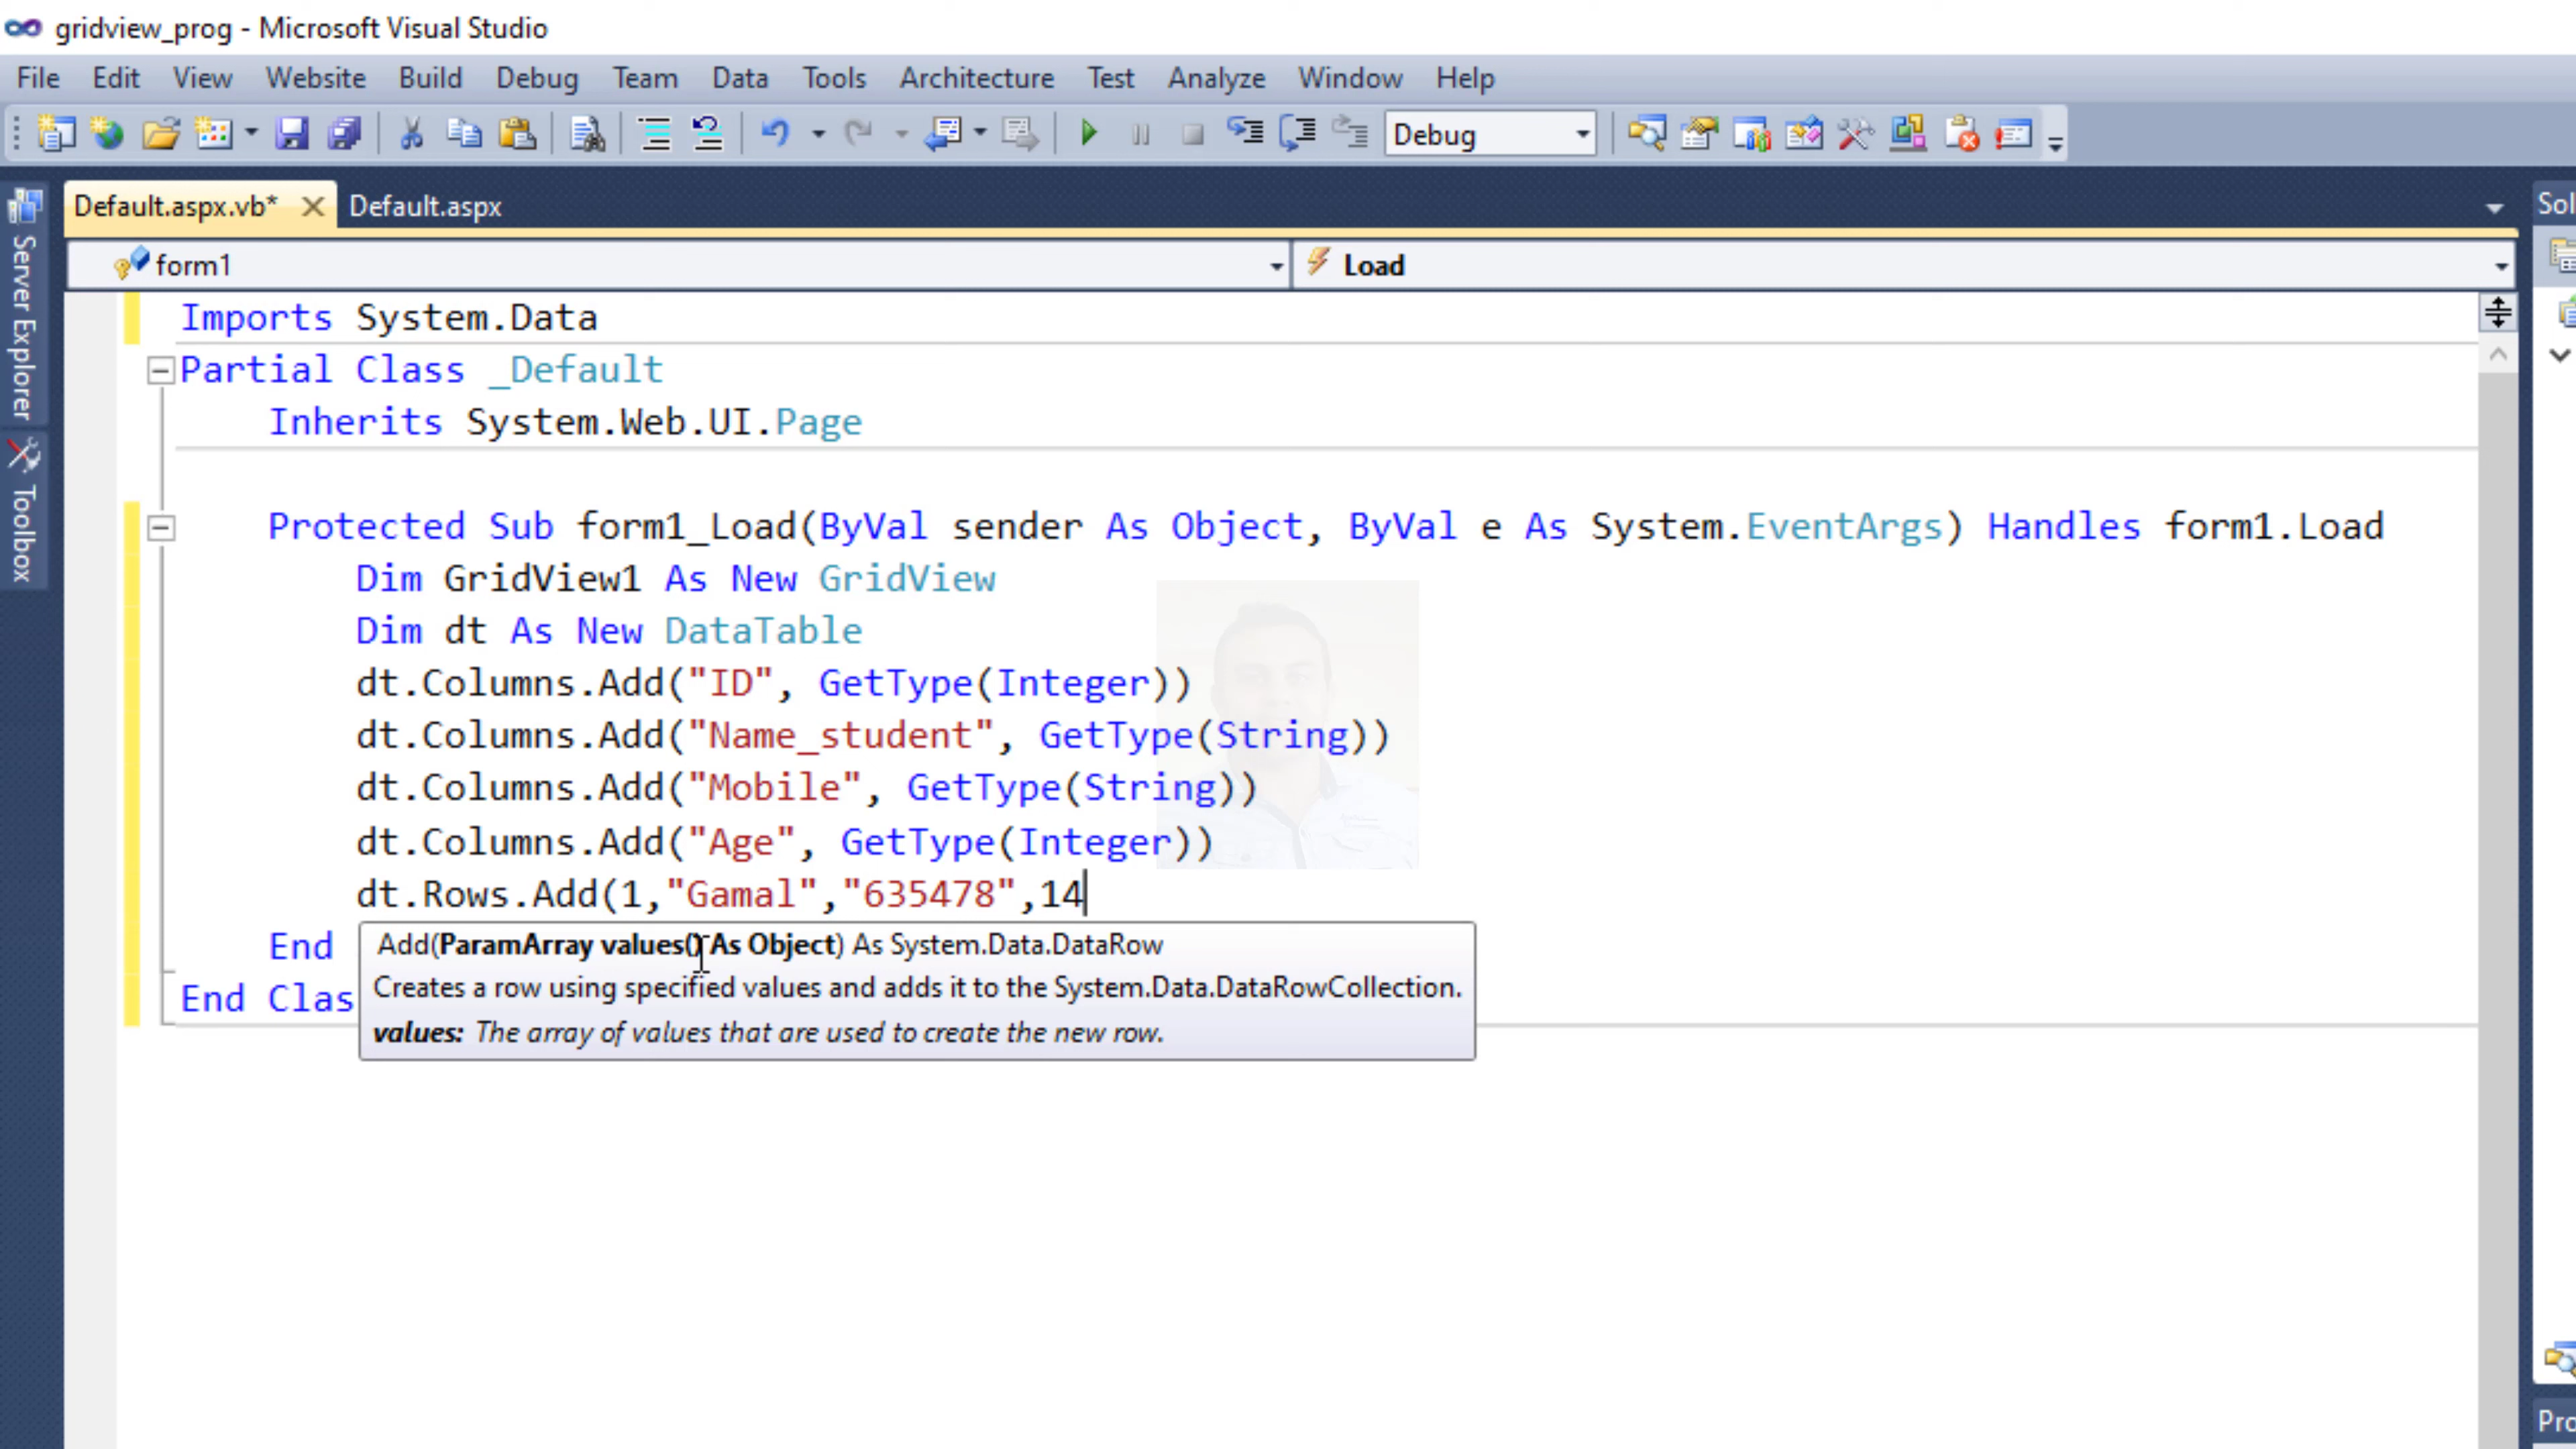 gridview_prog - Microsoft Visual Studio
File Edit View Website Build Debug Team Data Tools Architecture Test Analyze Window Help
Debug
Default.aspx.vb* Default.aspx
form1 Load
Server Explorer
Toolbox
Imports System.Data
Partial Class _Default
Inherits System.Web.UI.Page
Protected Sub form1_Load(ByVal sender As Object, ByVal e As System.EventArgs) Handles form1.Load
Dim GridView1 As New GridView
Dim dt As New DataTable
dt.Columns.Add("ID", GetType(Integer))
dt.Columns.Add("Name_student", GetType(String))
dt.Columns.Add("Mobile", GetType(String))
dt.Columns.Add("Age", GetType(Integer))
dt.Rows.Add(1,"Gamal","635478",14
End
Add(ParamArray values() As Object) As System.Data.DataRow
End Clas
Creates a row using specified values and adds it to the System.Data.DataRowCollection.
values: The array of values that are used to create the new row.
Sol
Pro